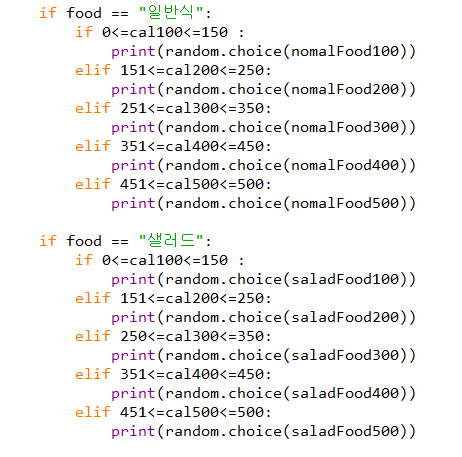 if food == "일반식":
    if 0<=cal100<=150 :
        print(random.choice(nomalFood100))
    elif 151<=cal200<=250:
        print(random.choice(nomalFood200))
    elif 251<=cal300<=350:
        print(random.choice(nomalFood300))
    elif 351<=cal400<=450:
        print(random.choice(nomalFood400))
    elif 451<=cal500<=500:
        print(random.choice(nomalFood500))

if food == "샐러드":
    if 0<=cal100<=150 :
        print(random.choice(saladFood100))
    elif 151<=cal200<=250:
        print(random.choice(saladFood200))
    elif 250<=cal300<=350:
        print(random.choice(saladFood300))
    elif 351<=cal400<=450:
        print(random.choice(saladFood400))
    elif 451<=cal500<=500:
        print(random.choice(saladFood500))